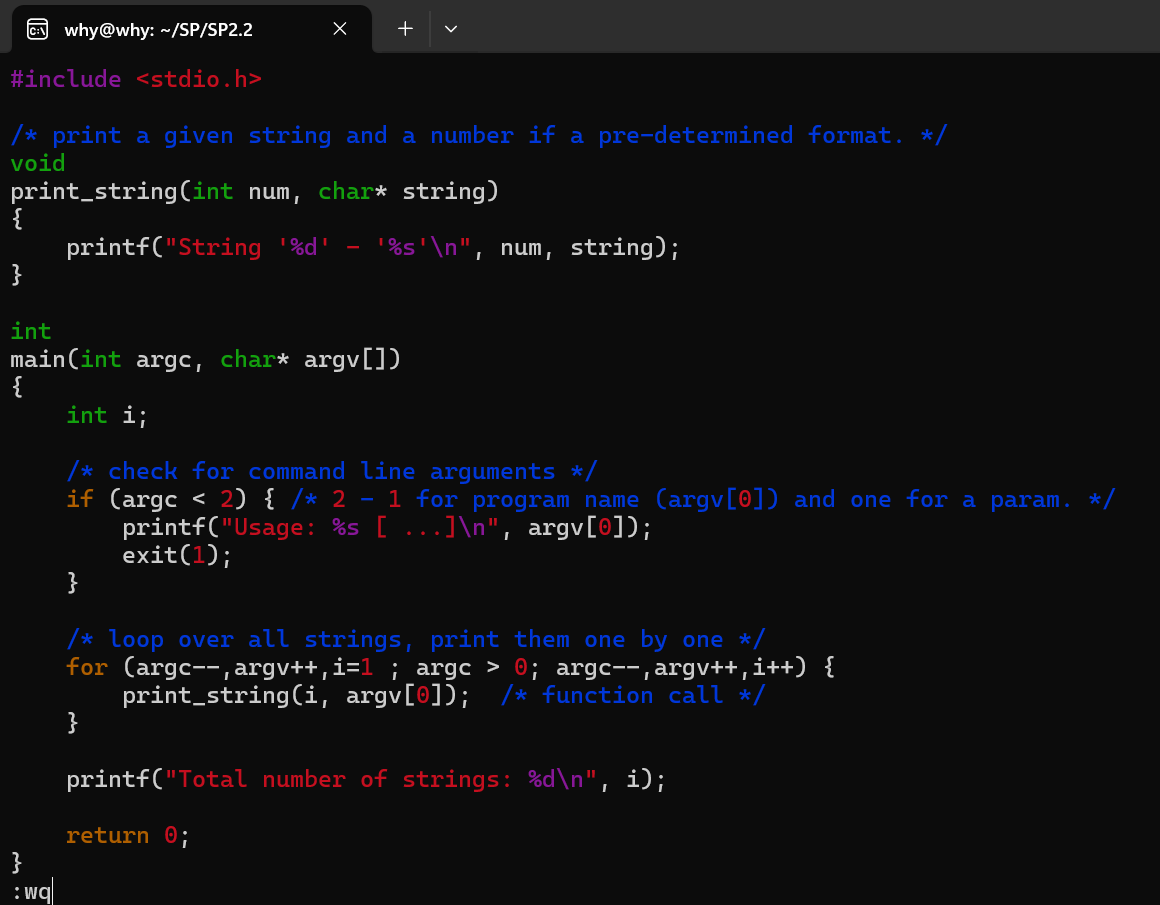 why@why: ~/SP/SP2.2
#include <stdio.h>
/* print a given string and a number if a pre-determined format. */
void
print_string(int num, char* string)
{
    printf("String '%d' - '%s'\n", num, string);
}
int
main(int argc, char* argv[])
{
    int i;
    /* check for command line arguments */
    if (argc < 2) { /* 2 - 1 for program name (argv[0]) and one for a param. */
        printf("Usage: %s [ ...]\n", argv[0]);
        exit(1);
    }
    /* loop over all strings, print them one by one */
    for (argc--,argv++,i=1 ; argc > 0; argc--,argv++,i++) {
        print_string(i, argv[0]);  /* function call */
    }
    printf("Total number of strings: %d\n", i);
    return 0;
}
:wq